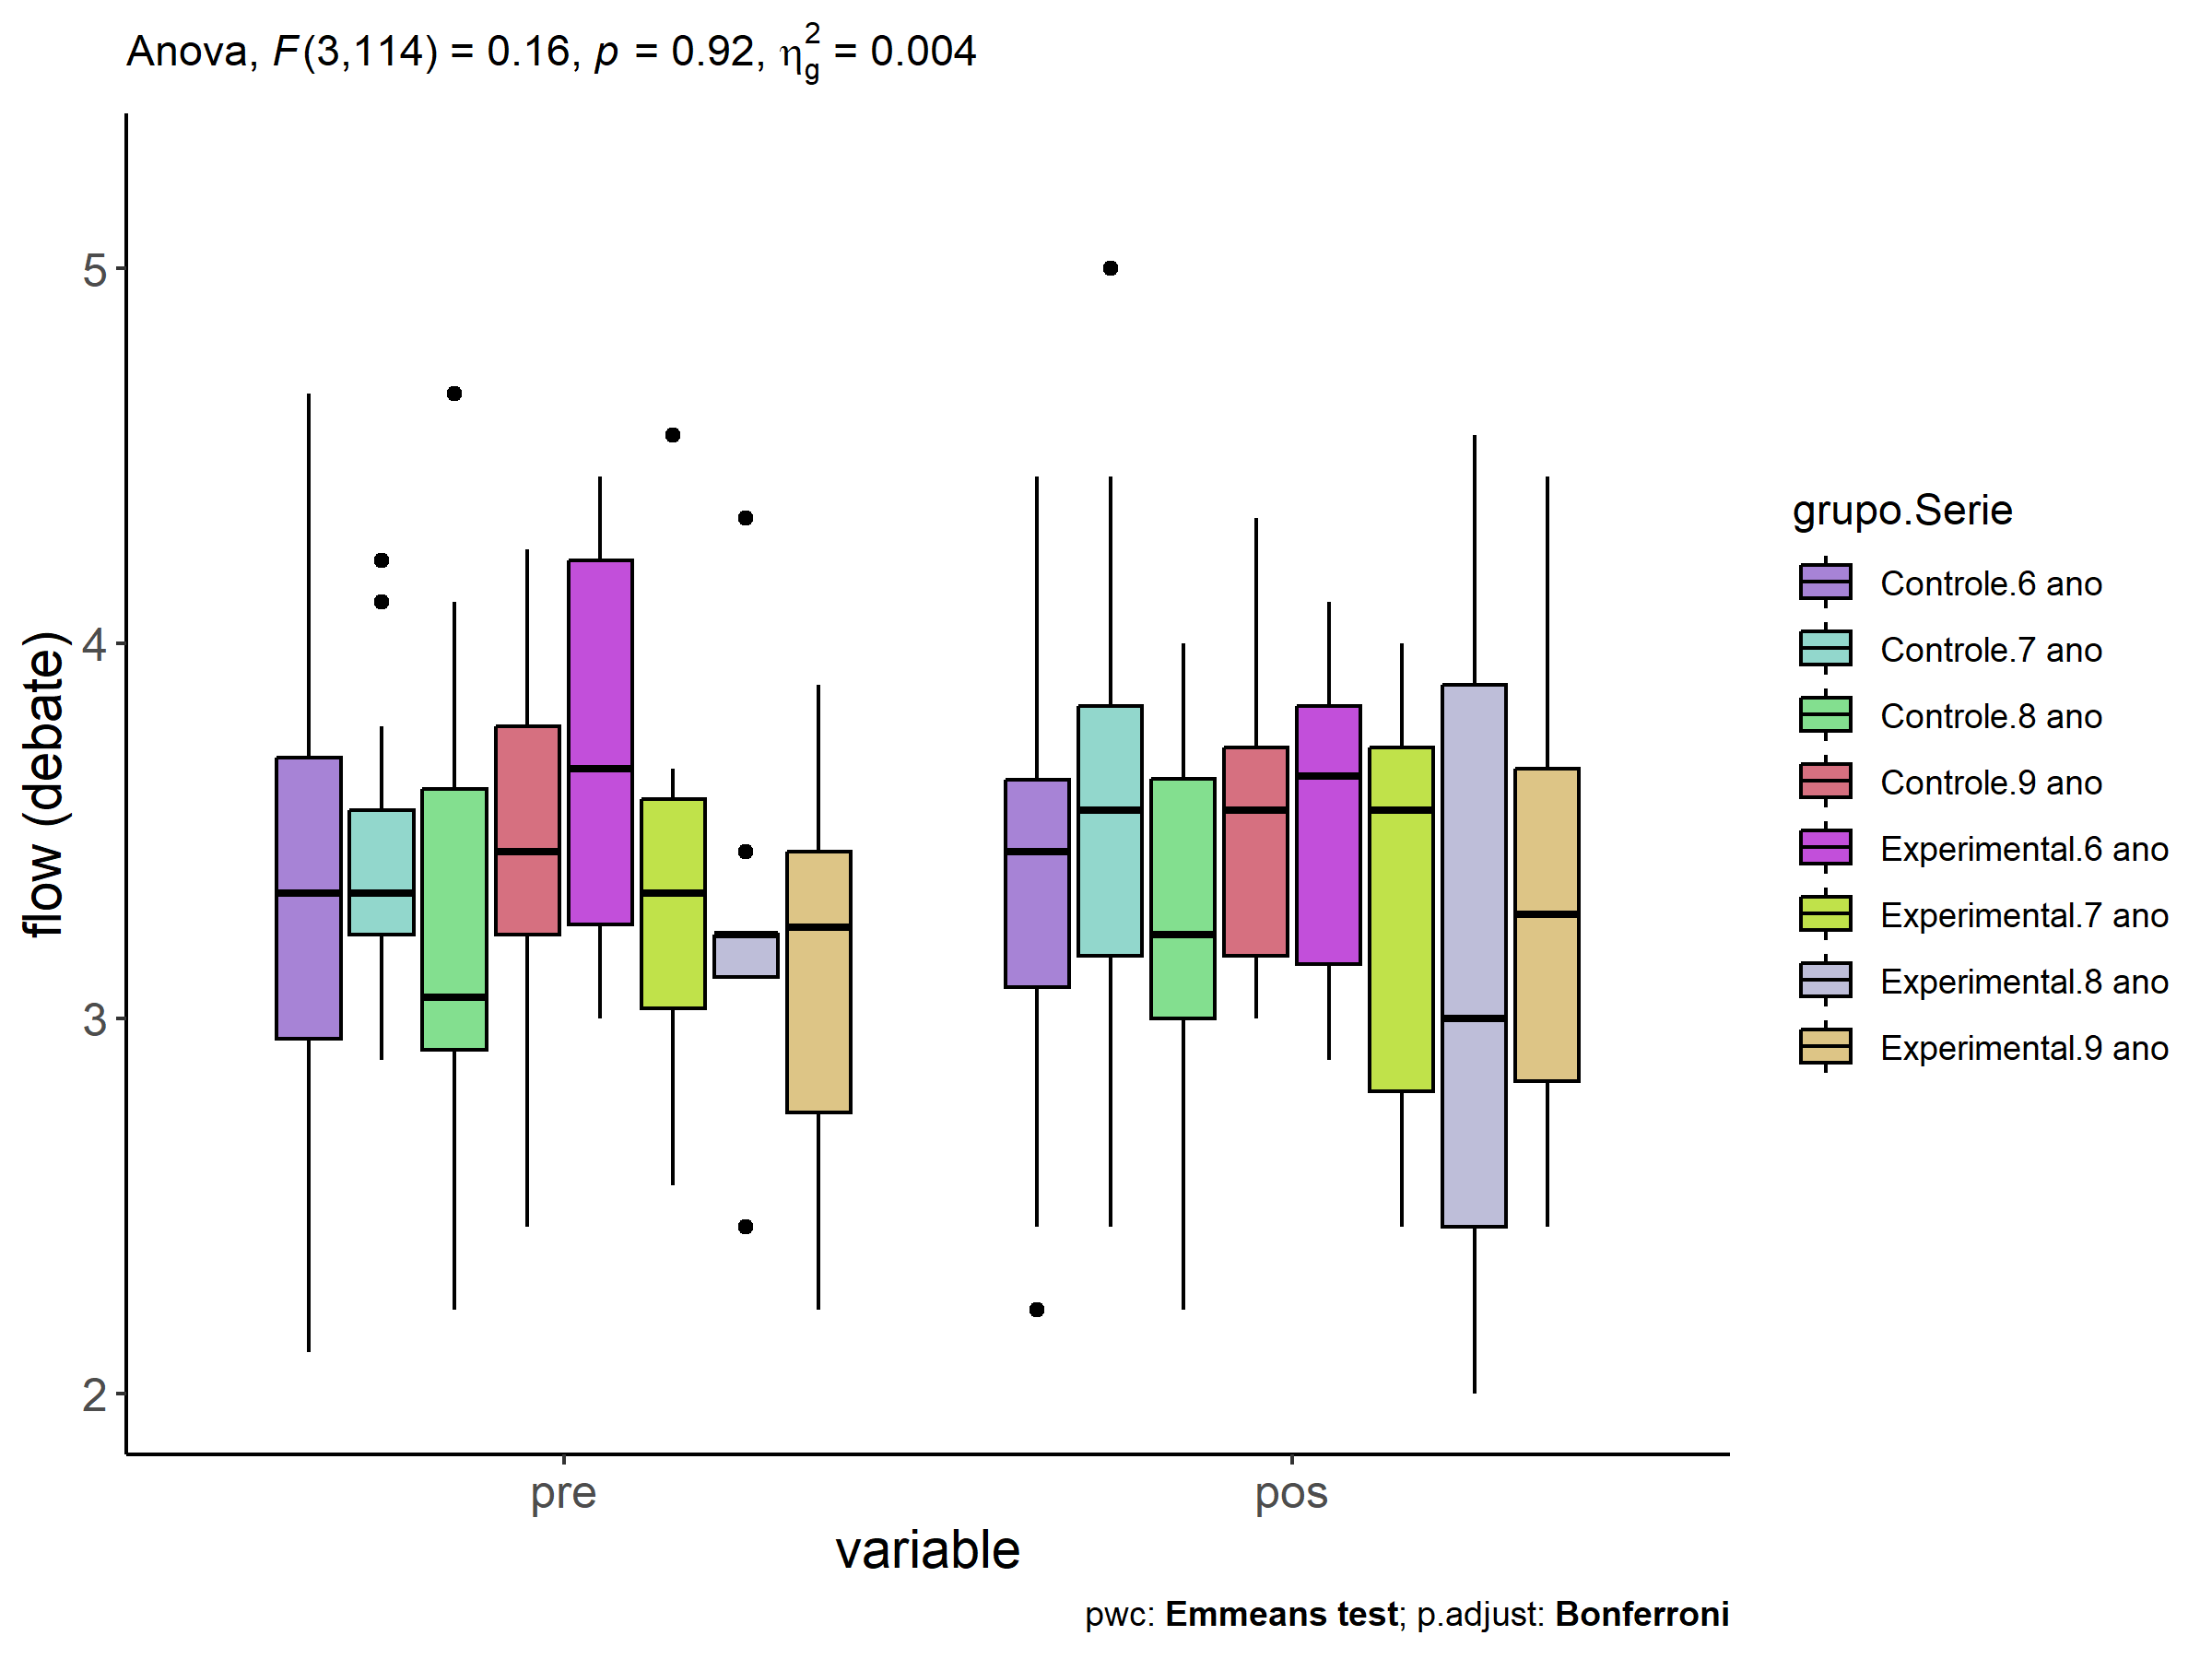 Anova, F(3,114) = 0.16, p = 0.92, η²g = 0.004
5
4
3
2
flow (debate)
pre
pos
variable
grupo.Serie
Controle.6 ano
Controle.7 ano
Controle.8 ano
Controle.9 ano
Experimental.6 ano
Experimental.7 ano
Experimental.8 ano
Experimental.9 ano
pwc: Emmeans test; p.adjust: Bonferroni